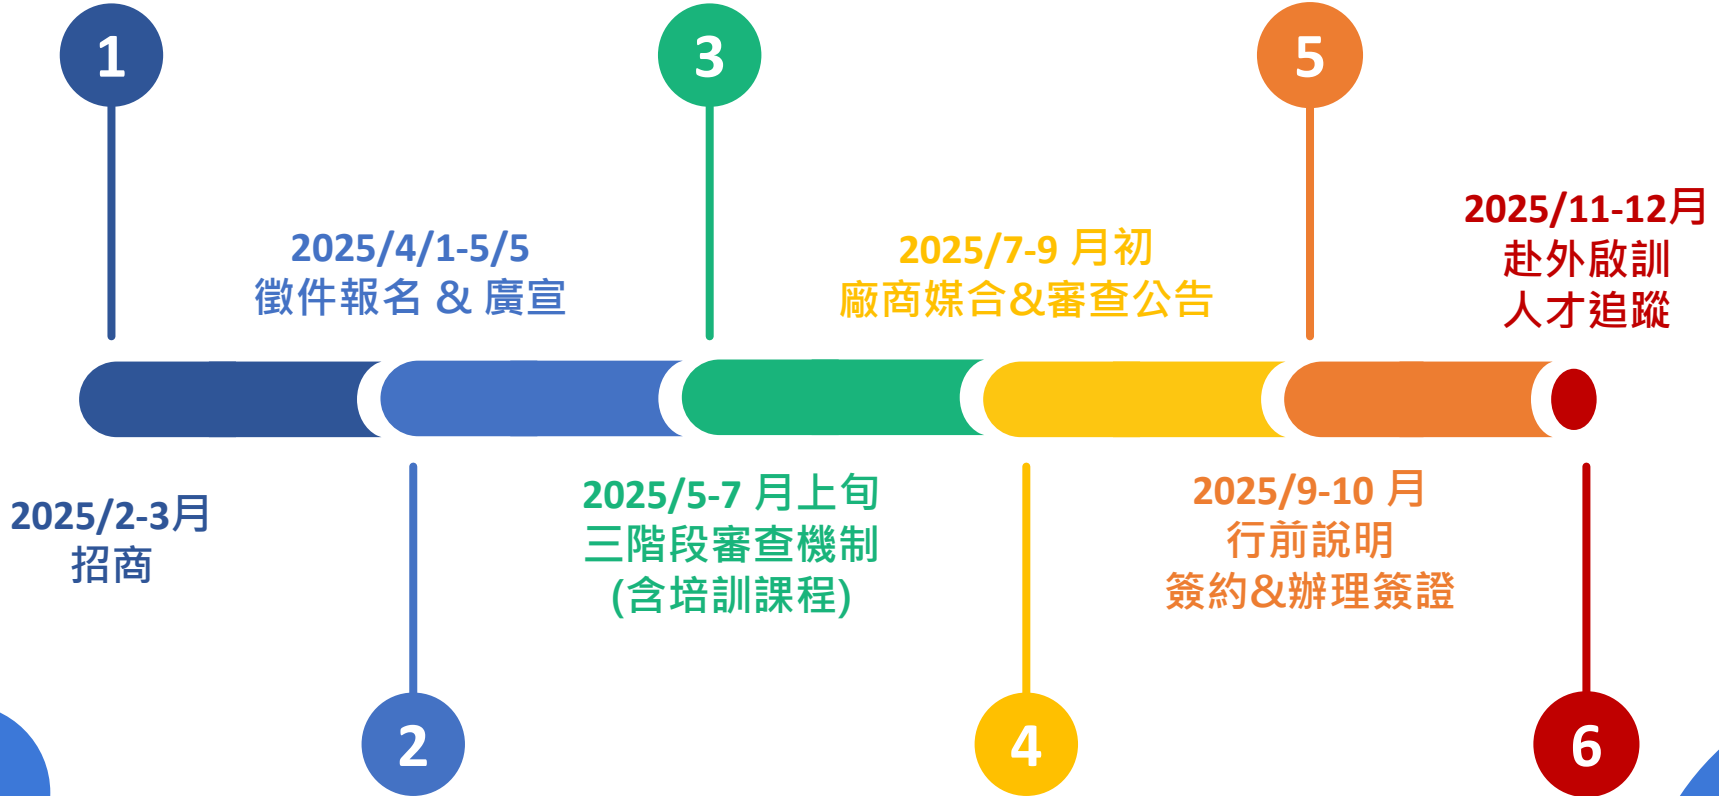 1
2025/2-3月
招商
2025/4/1-5/5
徵件報名 & 廣宣
2
3
2025/5-7 月上旬
三階段審查機制
(含培訓課程)
2025/7-9 月初
廠商媒合&審查公告
4
5
2025/9-10 月
行前說明
簽約&辦理簽證
2025/11-12月
赴外啟訓
人才追蹤
6